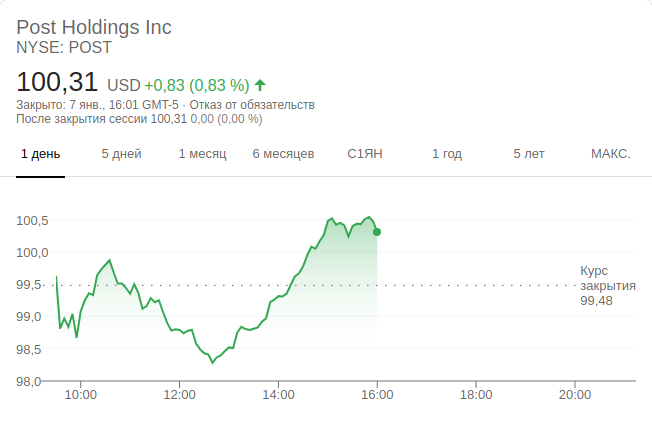 Post Holdings Inc
NYSE: POST
100,31 USD +0,83 (0,83 %)
Закрыто: 7 янв., 16:01 GMT-5 · Отказ от обязательств
После закрытия сессии 100,31 0,00 (0,00 %)
1 день 5 дней 1 месяц 6 месяцев С1ЯН 1 год 5 лет МАКС.
100,5
100,0
Курс
99,5 закрытия
99,48
99,0
98,5
98,0
10:00 12:00 14:00 16:00 18:00 20:00